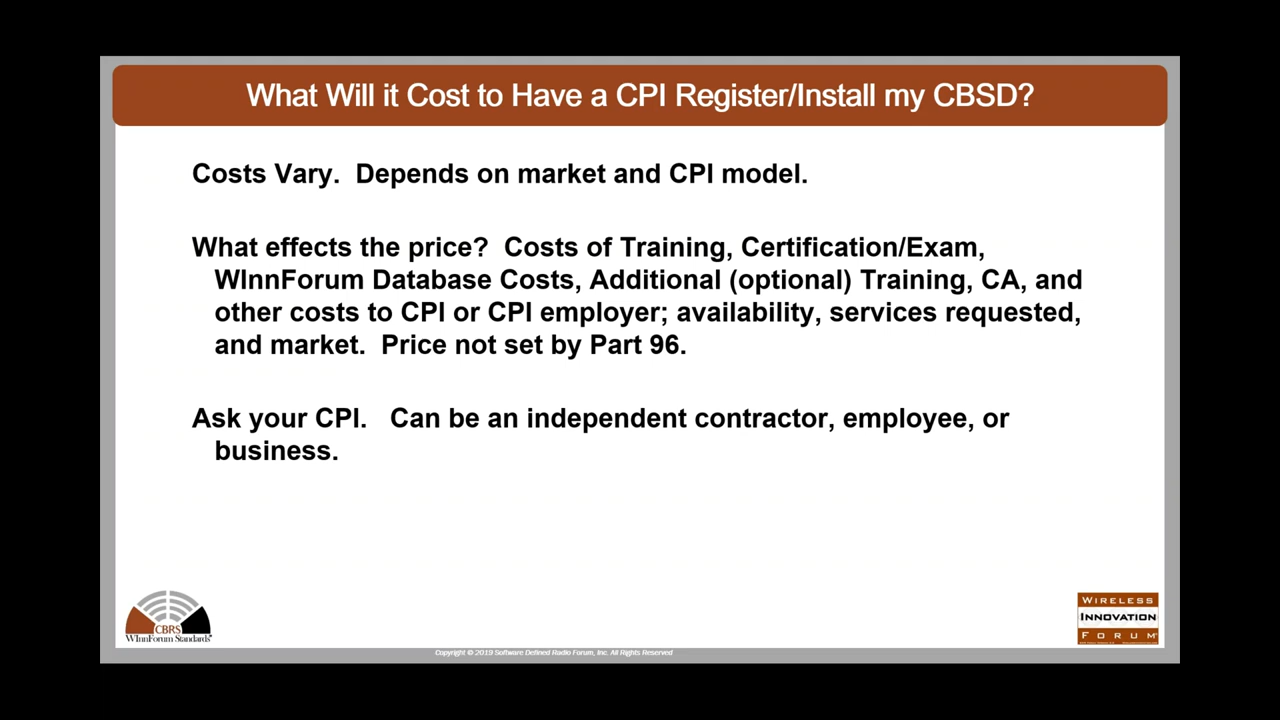 What Will it Cost to Have a CPI Register/Install my CBSD?
Costs Vary.  Depends on market and CPI model.
What effects the price?  Costs of Training, Certification/Exam,
WInnForum Database Costs, Additional (optional) Training, CA, and
other costs to CPI or CPI employer; availability, services requested,
and market.  Price not set by Part 96.
Ask your CPI.   Can be an independent contractor, employee, or
business.
CBRS
WInnForum Standards
WIRELESS
INNOVATION
FORUM
Copyright © 2019 Software Defined Radio Forum, Inc. All Rights Reserved